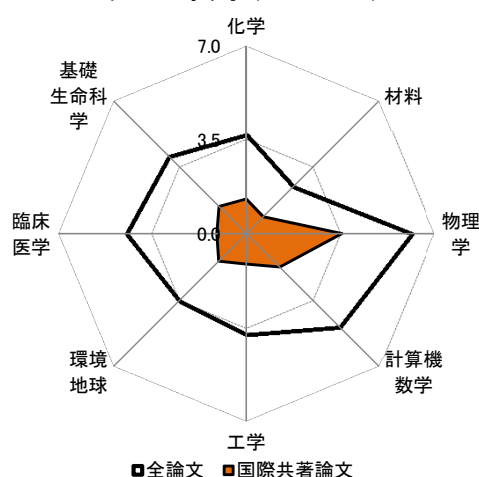 化学
7.0
基礎
生命科
学
材料
3.5
臨床
医学
0.0
物理
学
環境
地球
計算機
数学
工学
全論文 国際共著論文